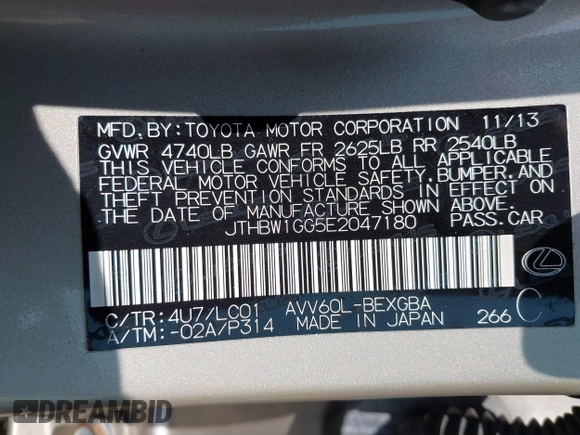 MFD. BY: TOYOTA MOTOR CORPORATION 11/13
GVWR 4740LB GAWR FR 2625LB RR 2540LB
THIS VEHICLE CONFORMS TO ALL APPLICABLE
FEDERAL MOTOR VEHICLE SAFETY, BUMPER, AND
THEFT PREVENTION STANDARDS IN EFFECT ON
THE DATE OF MANUFACTURE SHOWN ABOVE.
JTHBW1GG5E2047180 PASS. CAR
C/TR: 4U7/LC01 AVV60L-BEXGBA
A/TM: -02A/P314 MADE IN JAPAN 266 C
DREAMBID